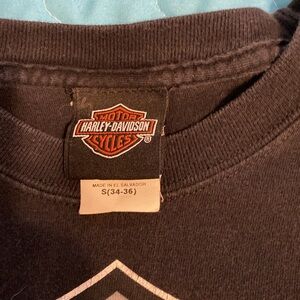 MOTOR
HARLEY-DAVIDSON
CYCLES
®
MADE IN EL SALVADOR
S(34-36)